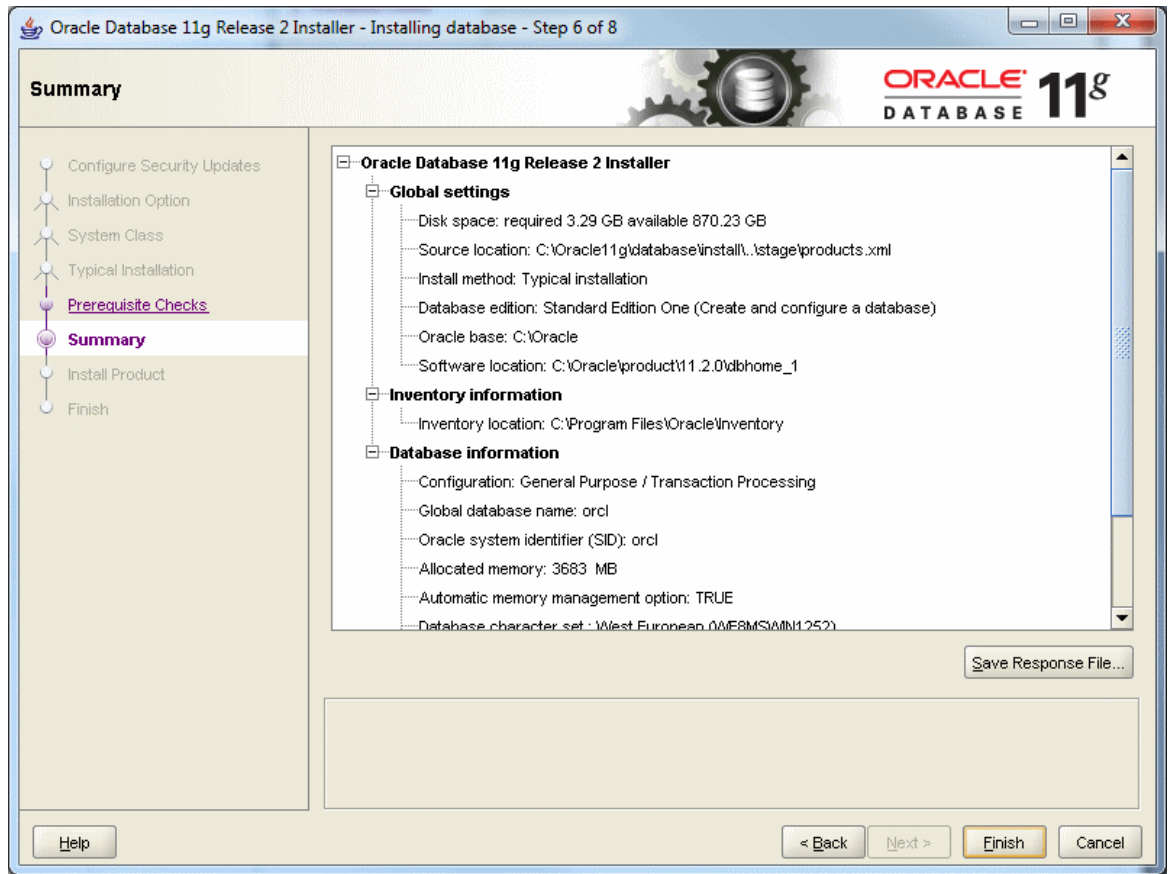 Oracle Database 11g Release 2 Installer - Installing database - Step 6 of 8
Summary
ORACLE 11g
DATABASE
Configure Security Updates
Installation Option
System Class
Typical Installation
Prerequisite Checks
Summary
Install Product
Finish
Oracle Database 11g Release 2 Installer
Global settings
Disk space: required 3.29 GB available 870.23 GB
Source location: C:\Oracle11g\database\install\..\stage\products.xml
Install method: Typical installation
Database edition: Standard Edition One (Create and configure a database)
Oracle base: C:\Oracle
Software location: C:\Oracle\product\11.2.0\dbhome_1
Inventory information
Inventory location: C:\Program Files\Oracle\Inventory
Database information
Configuration: General Purpose / Transaction Processing
Global database name: orcl
Oracle system identifier (SID): orcl
Allocated memory: 3683 MB
Automatic memory management option: TRUE
Database character set : West European (WE8MSWIN1252)
Save Response File...
Help
< Back
Next >
Finish
Cancel